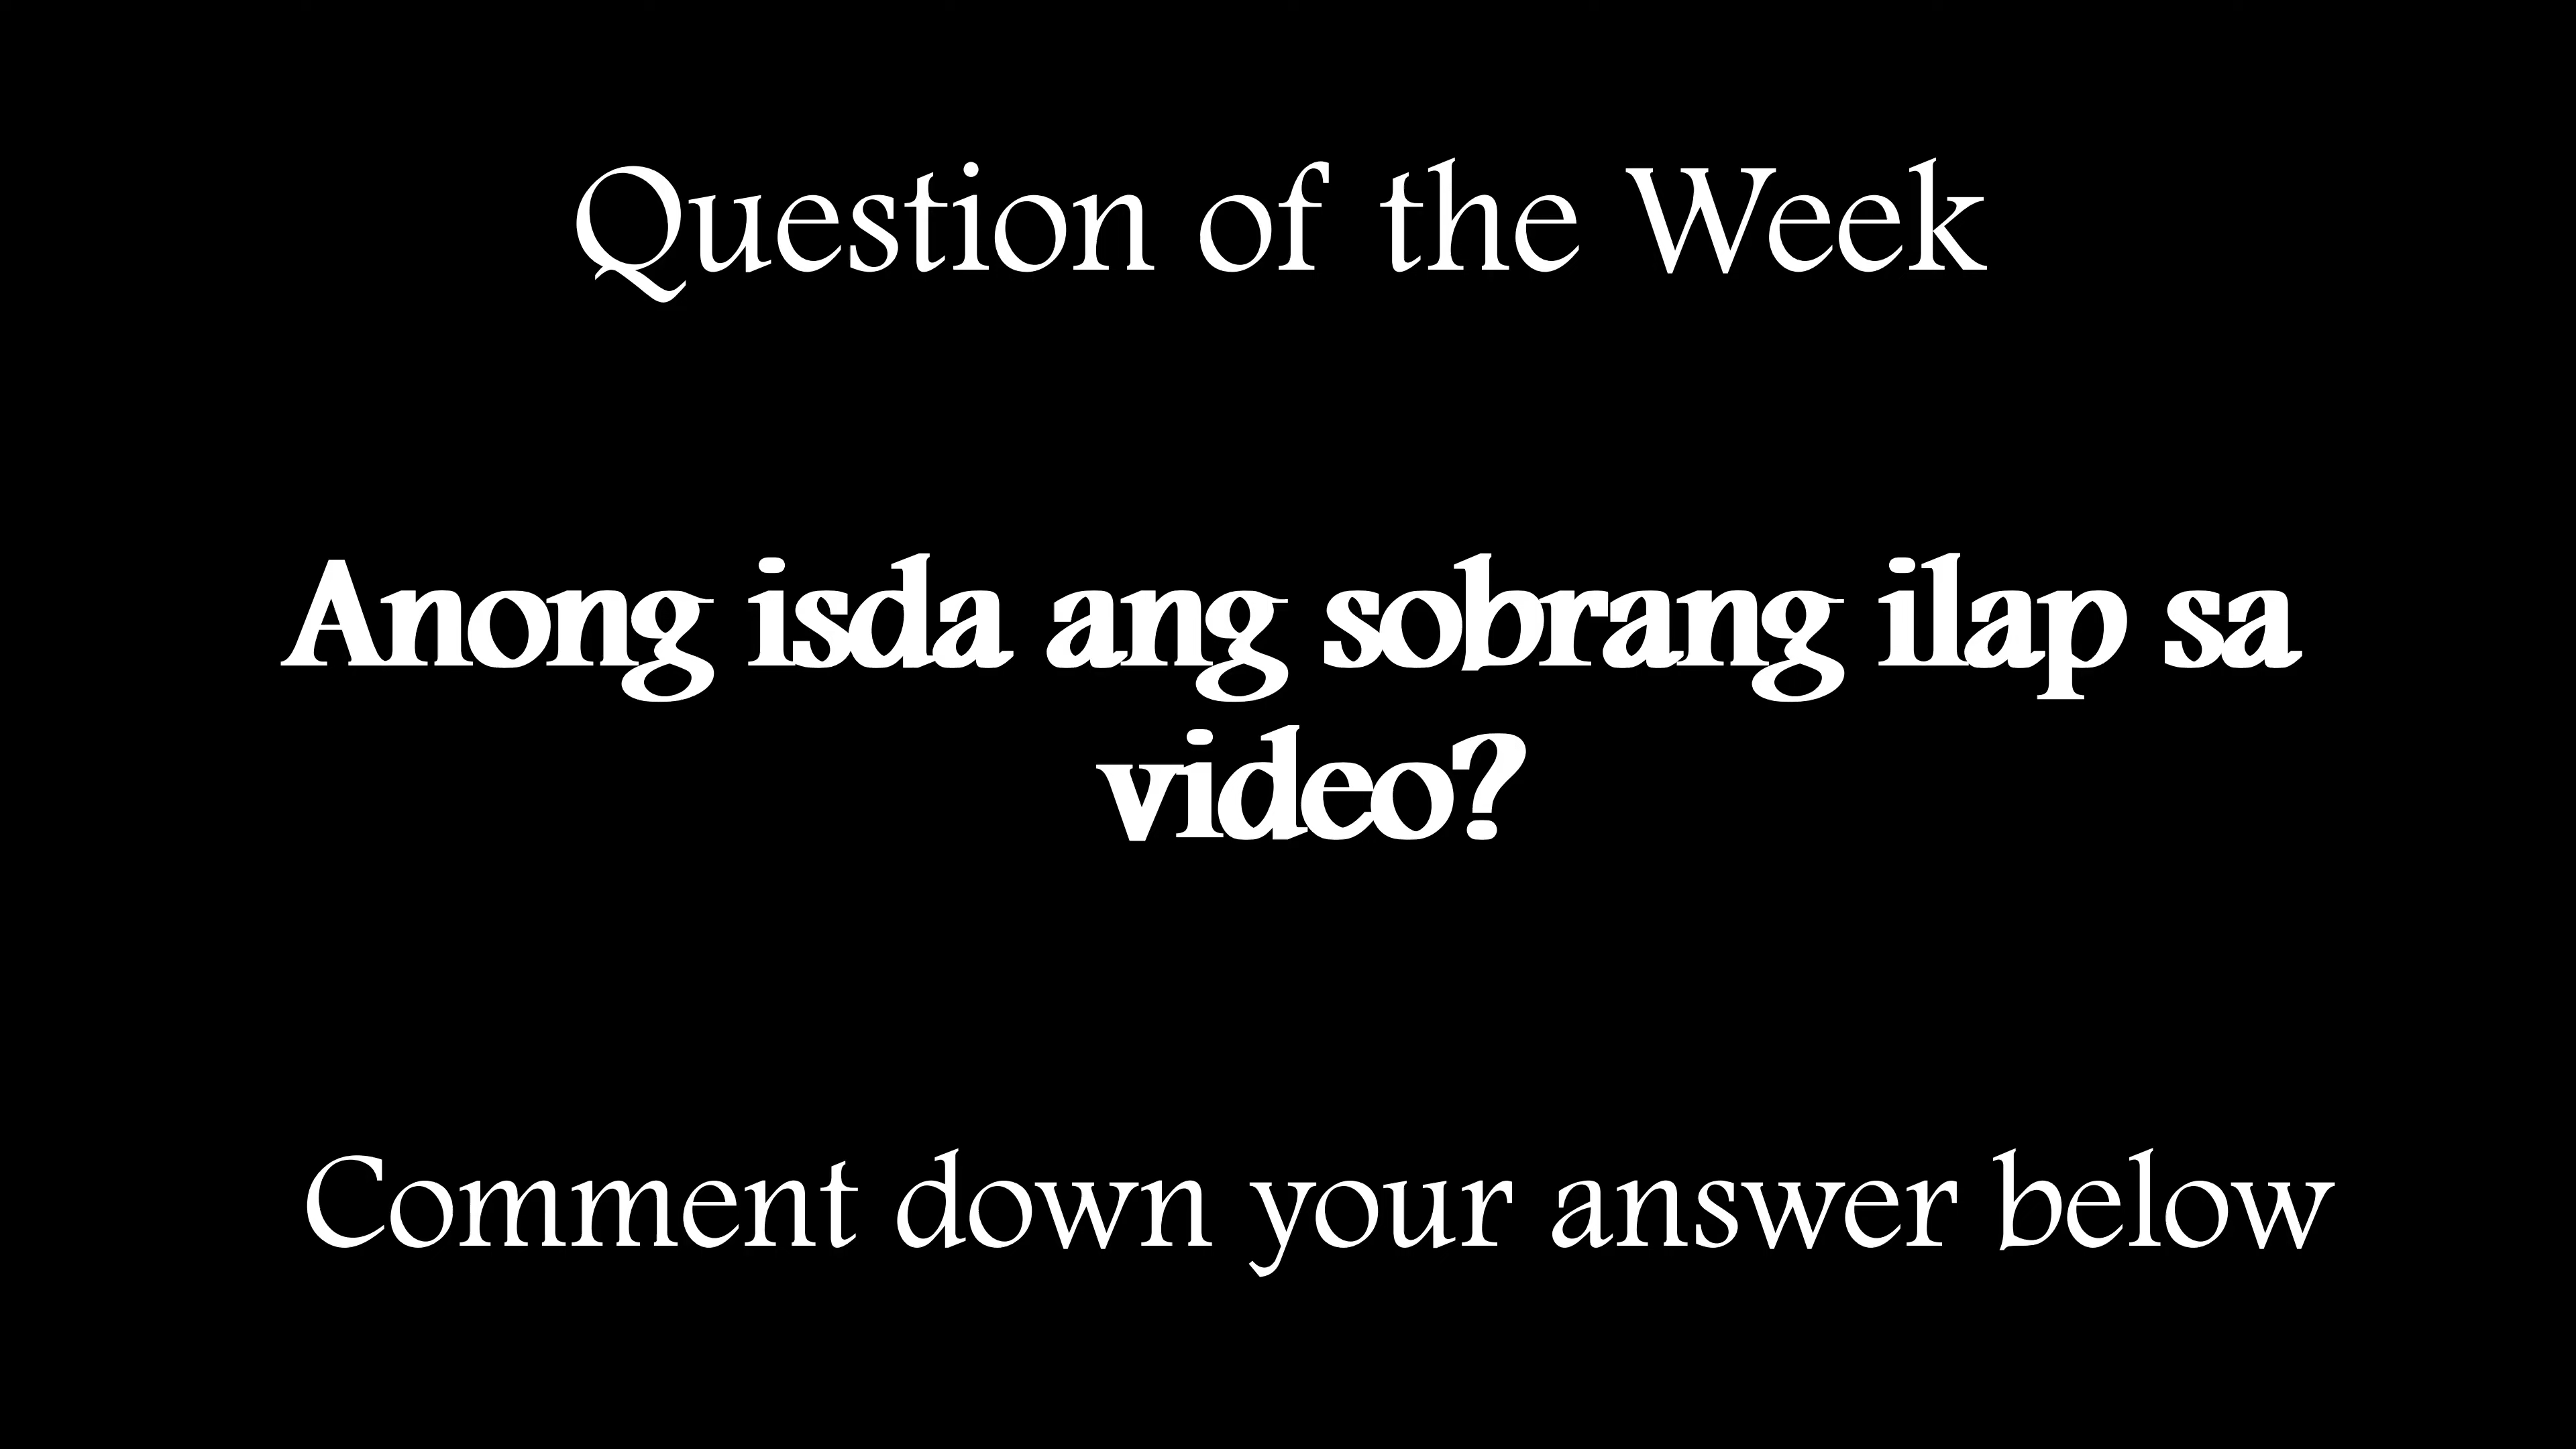 Question of the Week
Anong isda ang sobrang ilap sa
video?
Comment down your answer below